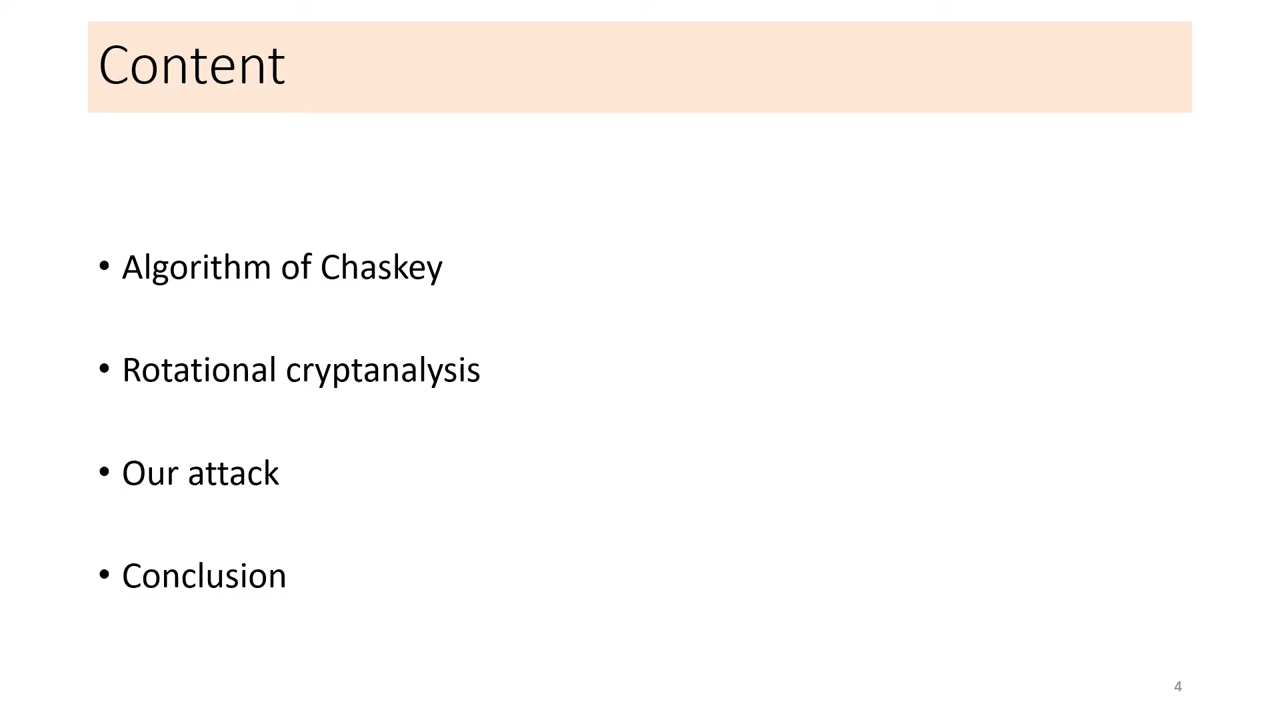 Content
• Algorithm of Chaskey
• Rotational cryptanalysis
• Our attack
• Conclusion
4